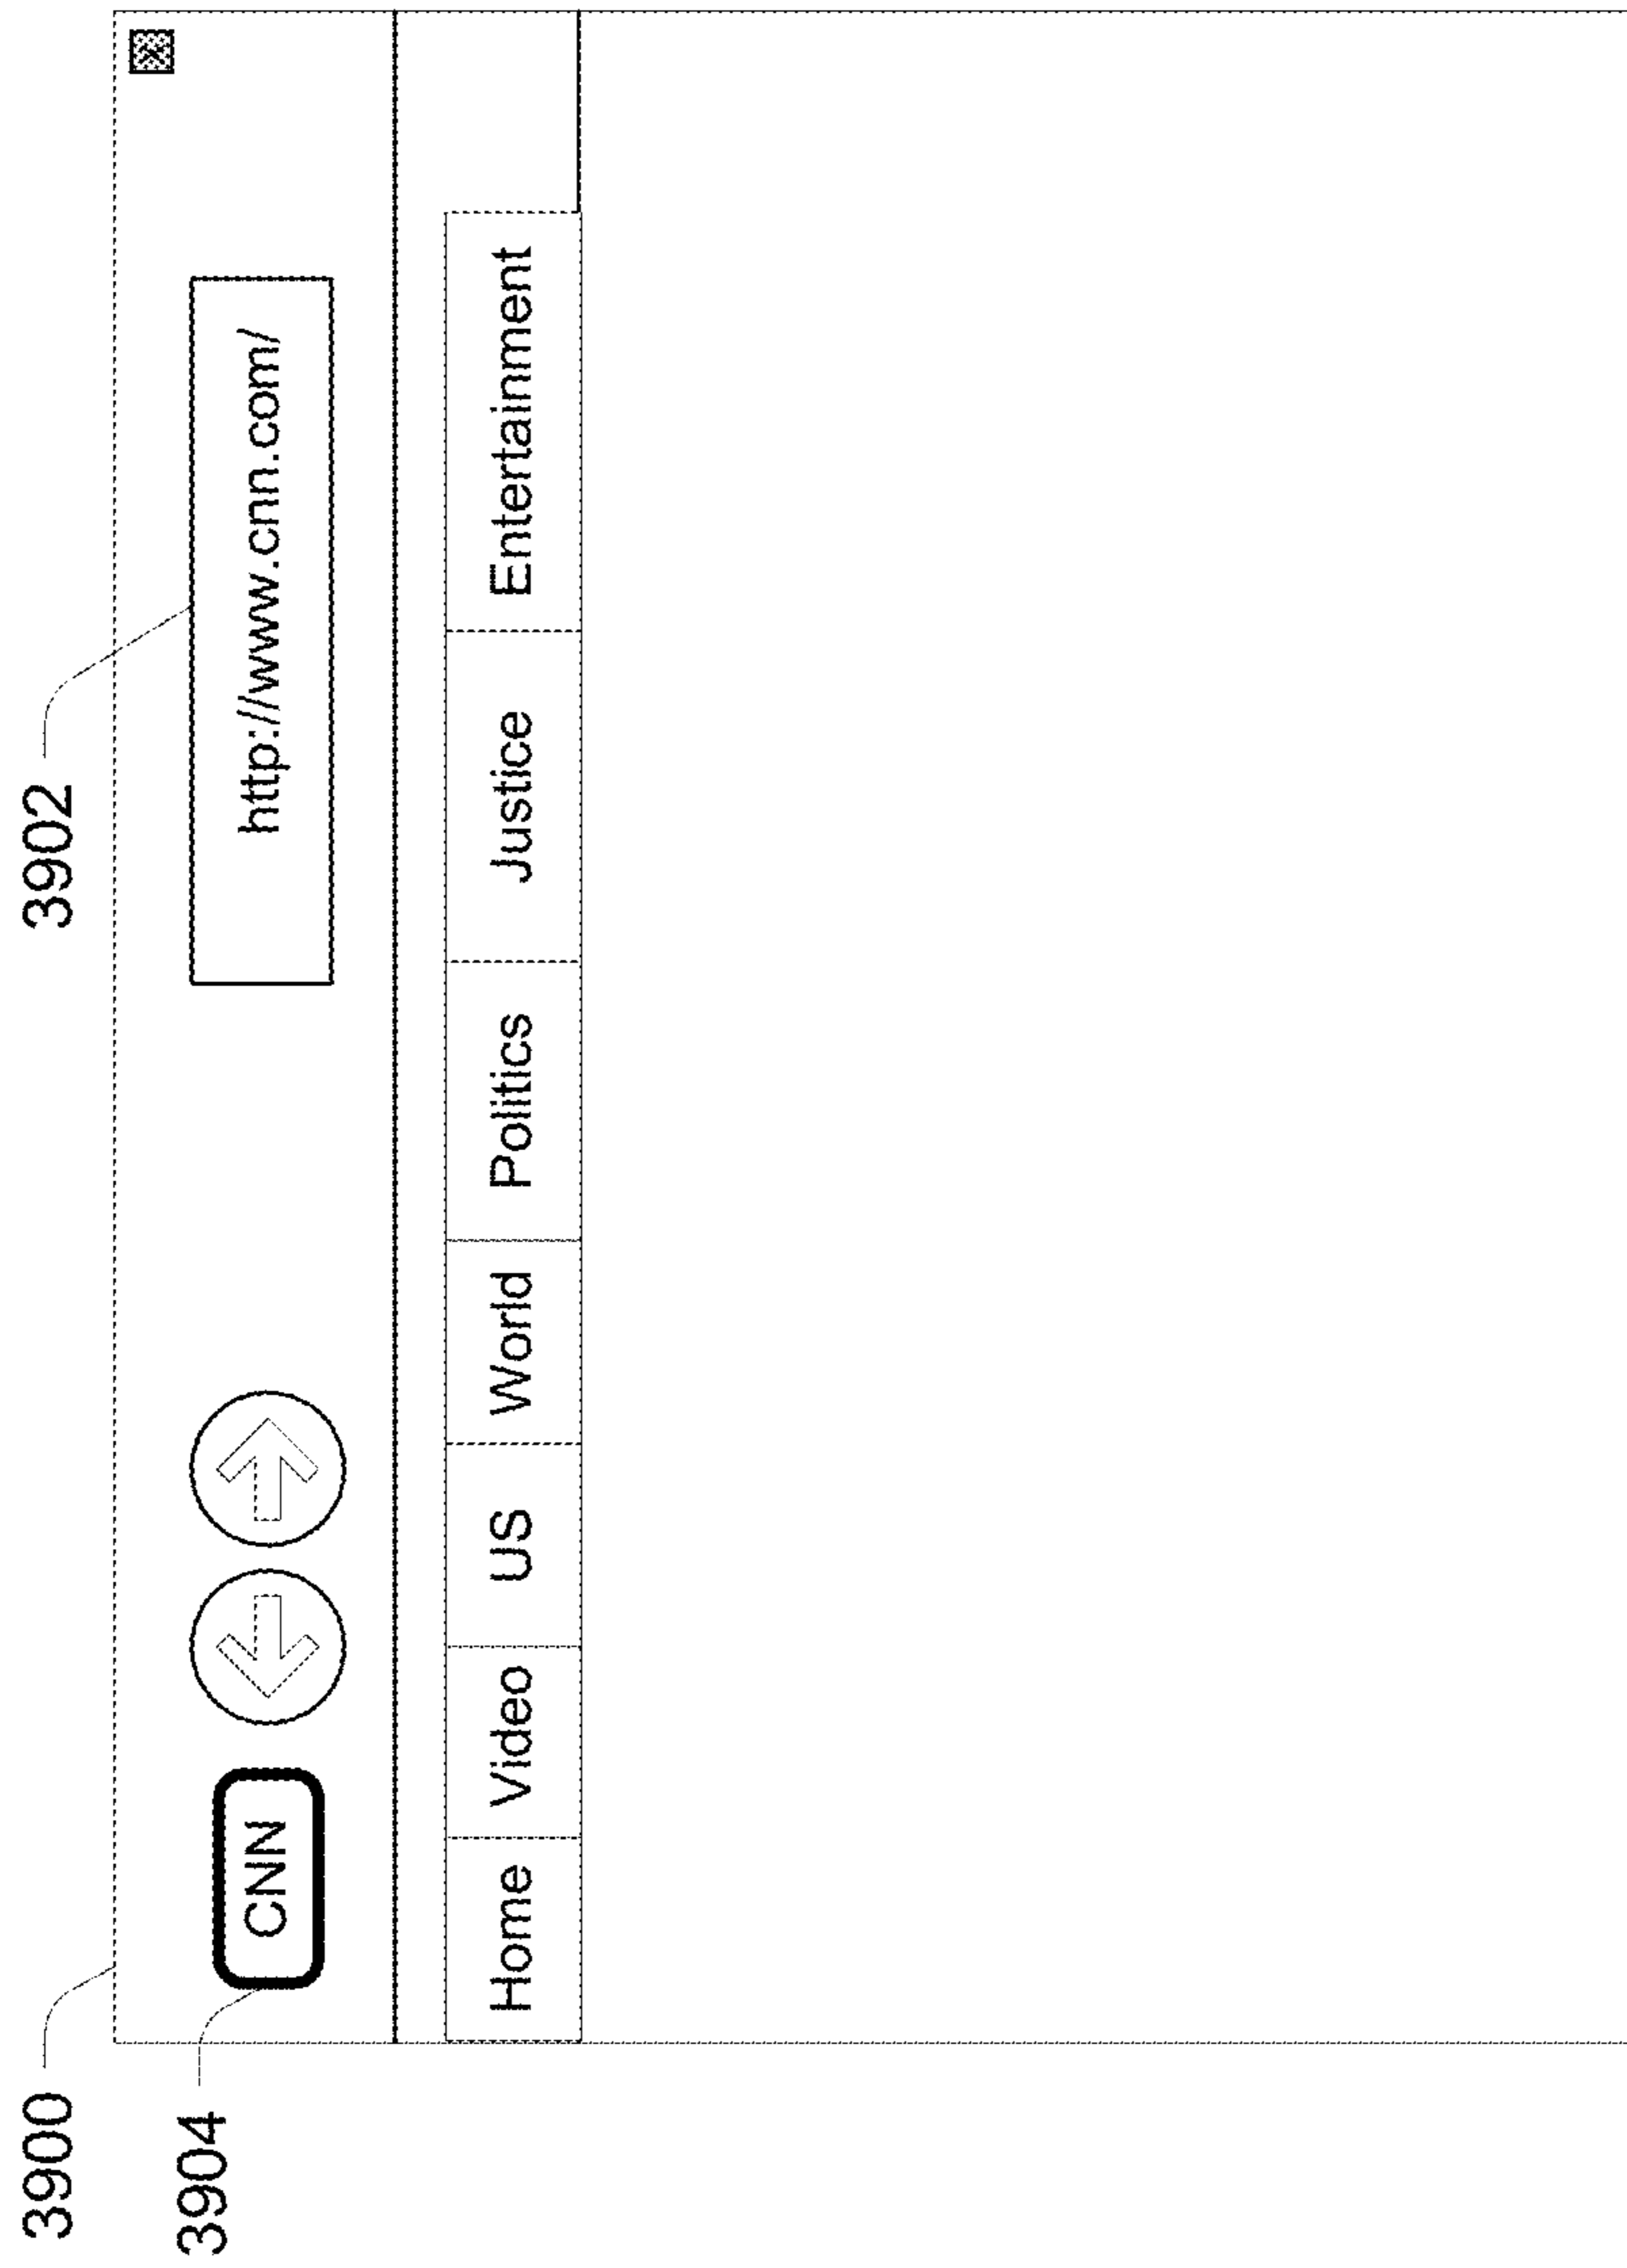 3900
3902
3904
CNN
http://www.cnn.com/
Home Video US World Politics Justice Entertainment